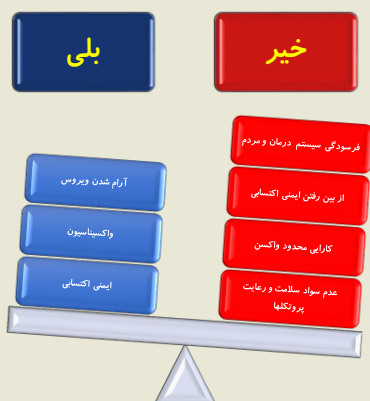 خیر
بلی
فرسودگی سیستم درمان و مردم
از بین رفتن ایمنی اکتسابی
کارایی محدود واکسن
عدم سواد سلامت و رعایت
پروتکلها
آرام شدن ویروس
واکسیناسیون
ایمنی اکتسابی